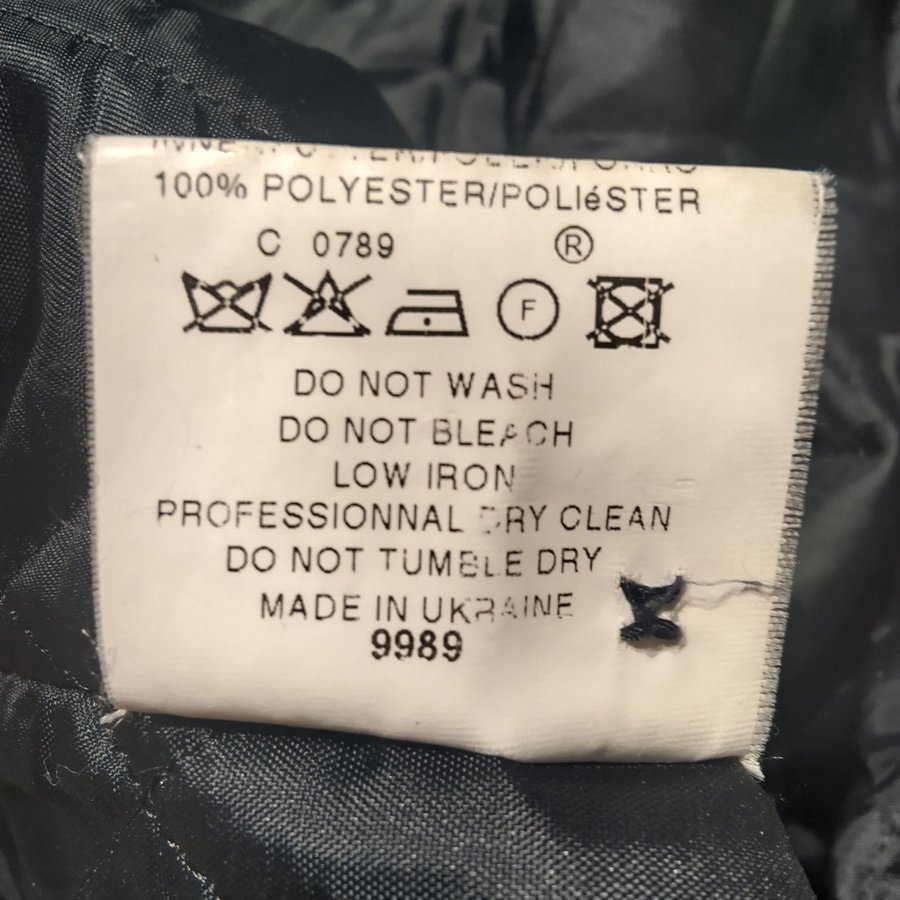 100% POLYESTER/POLIéSTER
C 0789 ®
F
DO NOT WASH
DO NOT BLEACH
LOW IRON
PROFESSIONNAL DRY CLEAN
DO NOT TUMBLE DRY
MADE IN UKRAINE
9989